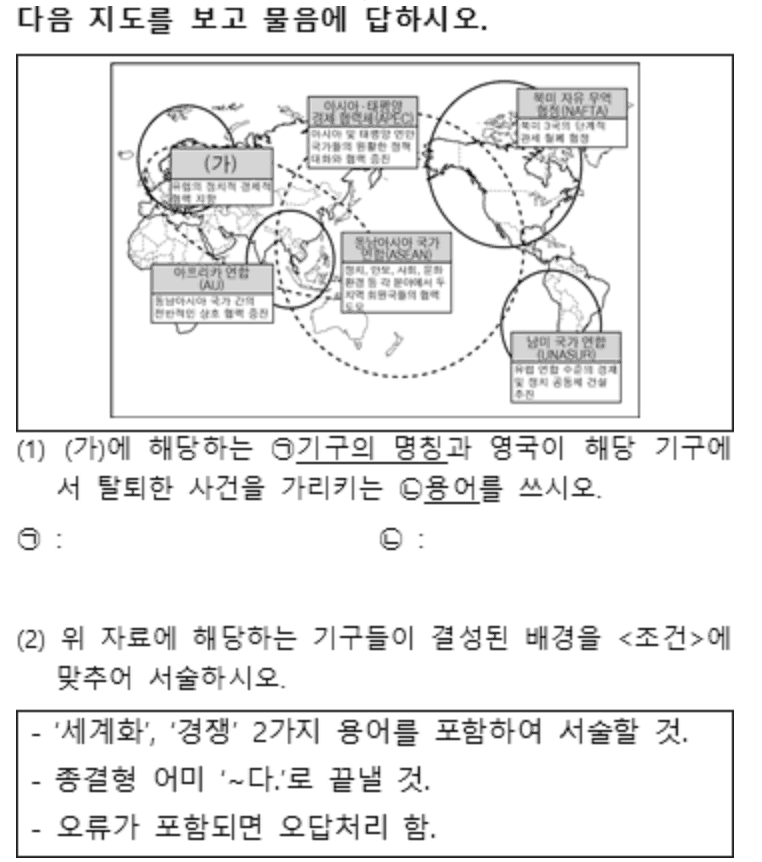 다음 지도를 보고 물음에 답하시오.
아시아·태평양
경제 협력체(APEC)
아시아 및 태평양 연안
국가들의 원활한 정책
대화와 협력 증진
북미 자유 무역
협정(NAFTA)
북미 3국의 단계적
관세 철폐 협정
(가)
유럽의 정치적 경제적
협력 지향
동남아시아 국가
연합(ASEAN)
정치, 안보, 사회, 문화
환경 등 각 분야에서 두
지역 회원국들의 협력
도모
아프리카 연합
(AU)
동남아시아 국가 간의
전반적인 상호 협력 증진
남미 국가 연합
(UNASUR)
유럽 연합 수준의 경제
및 정치 공동체 건설
추진
(1) (가)에 해당하는 ㉠기구의 명칭과 영국이 해당 기구에
서 탈퇴한 사건을 가리키는 ㉡용어를 쓰시오.
㉠ : ㉡ :
(2) 위 자료에 해당하는 기구들이 결성된 배경을 <조건>에
맞추어 서술하시오.
- '세계화', '경쟁' 2가지 용어를 포함하여 서술할 것.
- 종결형 어미 '~다.'로 끝낼 것.
- 오류가 포함되면 오답처리 함.